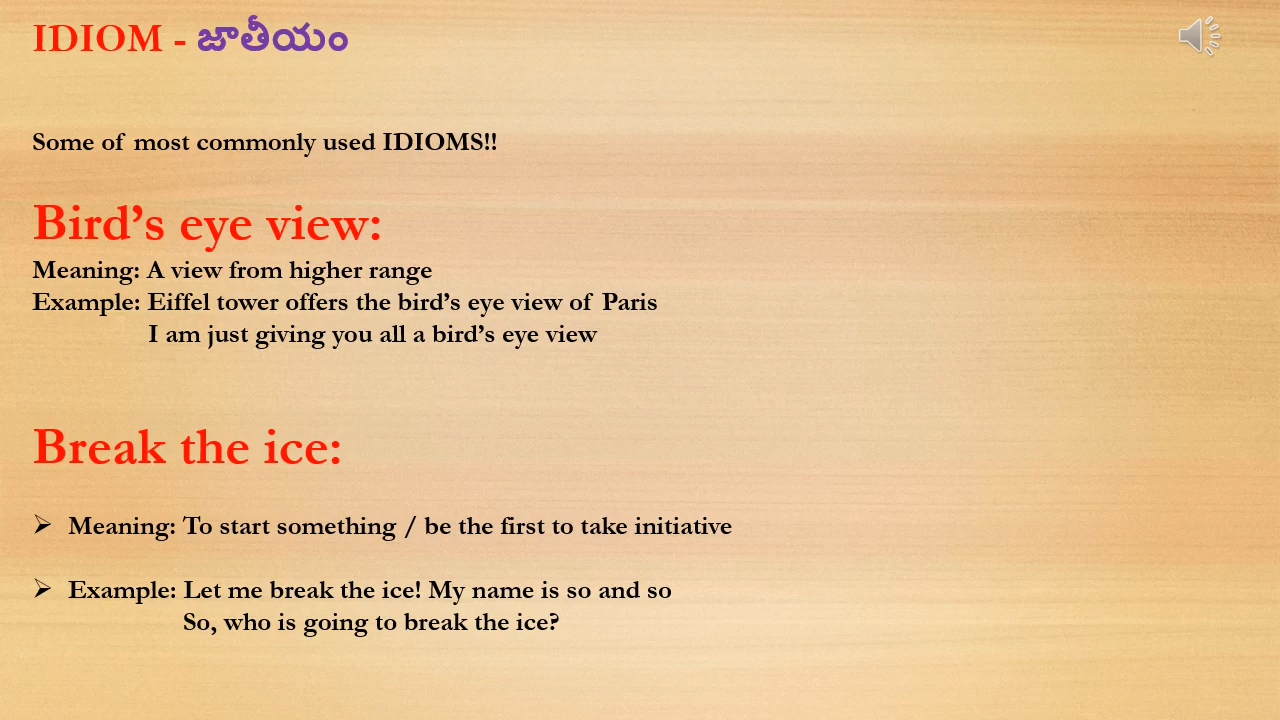 IDIOM - జాతీయం
Some of most commonly used IDIOMS!!
Bird’s eye view:
Meaning: A view from higher range
Example: Eiffel tower offers the bird’s eye view of Paris
I am just giving you all a bird’s eye view
Break the ice:
➢ Meaning: To start something / be the first to take initiative
➢ Example: Let me break the ice! My name is so and so
So, who is going to break the ice?